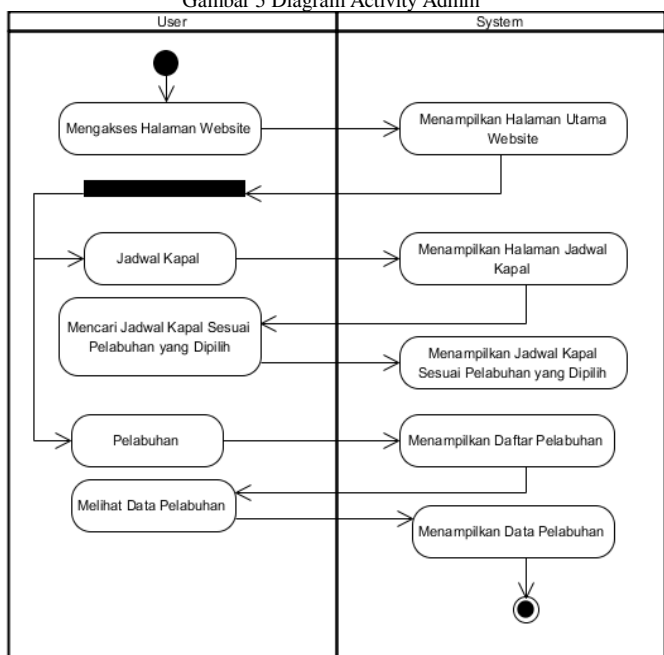 Gambar 5 Diagram Activity Admin
User
System
Mengakses Halaman Website
Menampilkan Halaman Utama
Website
Jadwal Kapal
Menampilkan Halaman Jadwal
Kapal
Mencari Jadwal Kapal Sesuai
Pelabuhan yang Dipilih
Menampilkan Jadwal Kapal
Sesuai Pelabuhan yang Dipilih
Pelabuhan
Menampilkan Daftar Pelabuhan
Melihat Data Pelabuhan
Menampilkan Data Pelabuhan